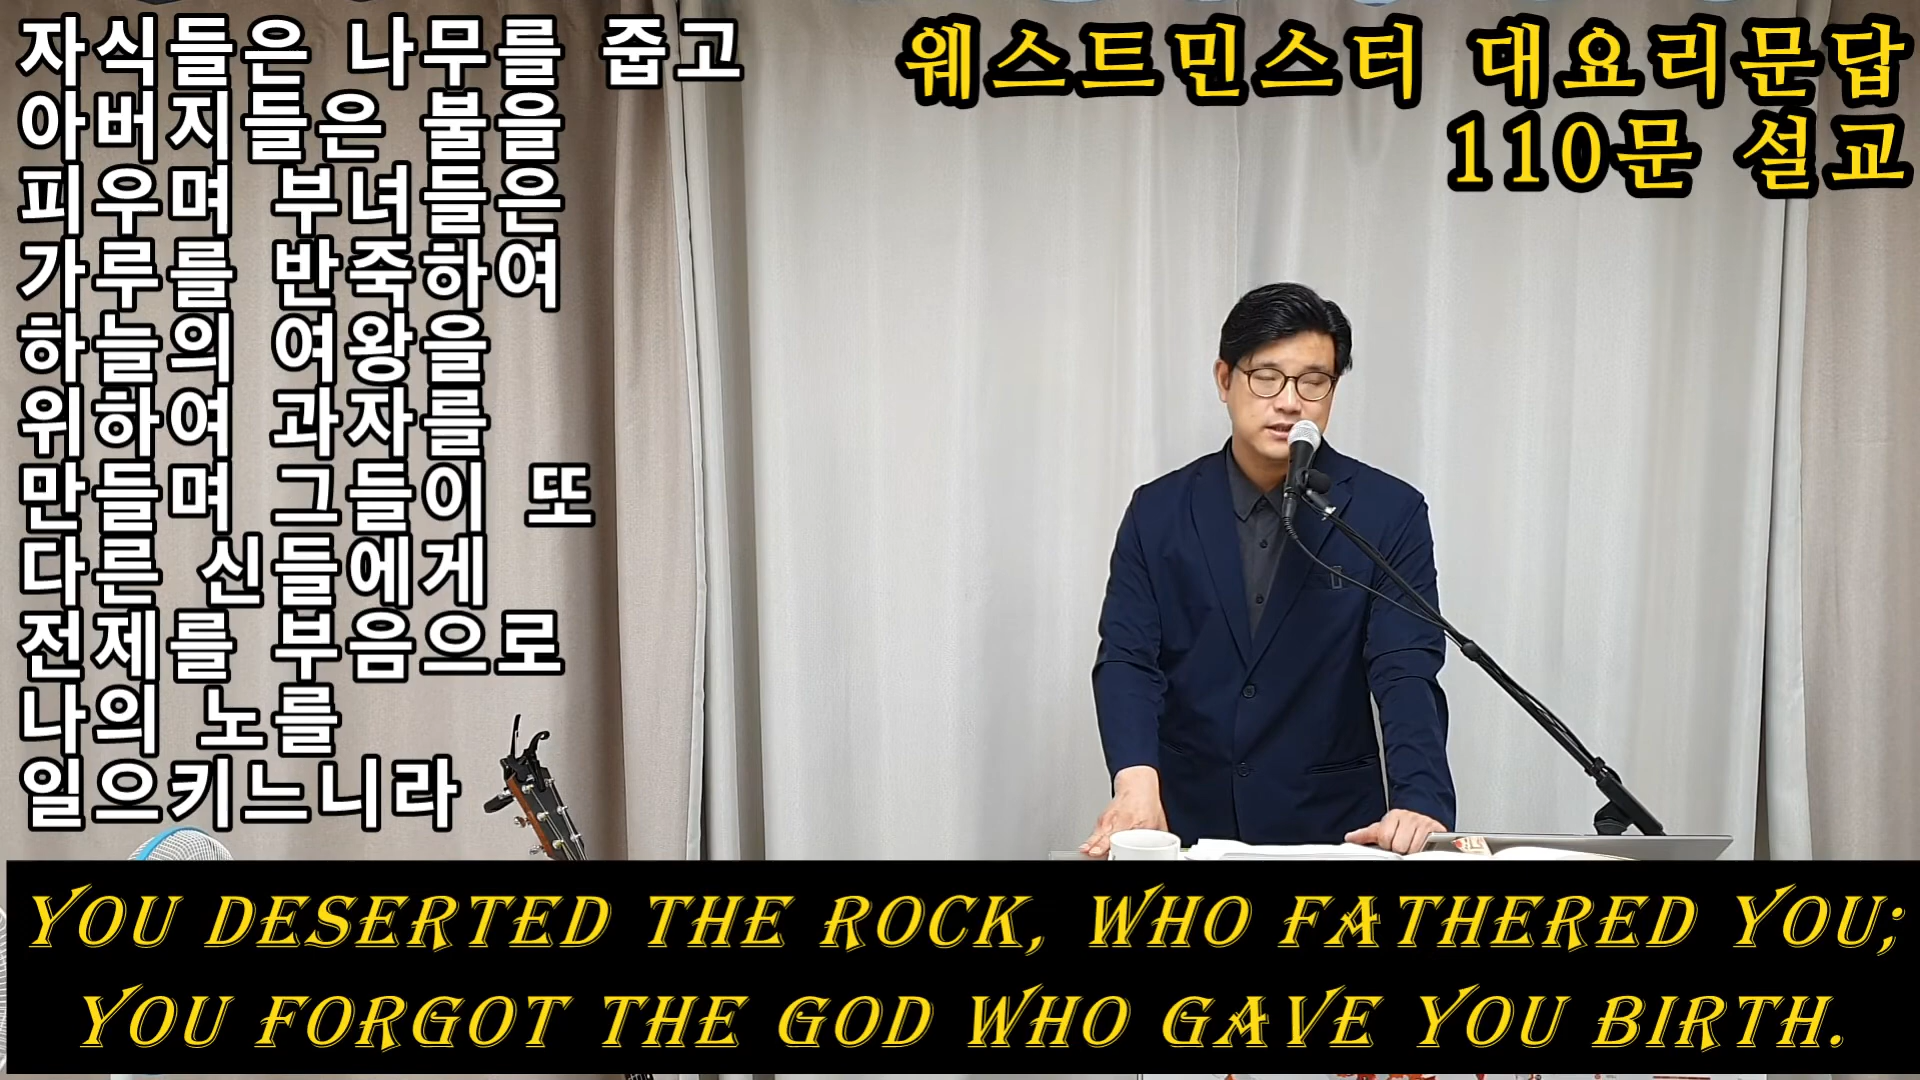 자식들은 나무를 줍고
아버지들은 불을
피우며 부녀들은
가루를 반죽하여
하늘의 여왕을
위하여 과자를
만들며 그들이 또
다른 신들에게
전제를 부음으로
나의 노를
일으키느니라
웨스트민스터 대요리문답
110문 설교
YOU DESERTED THE ROCK, WHO FATHERED YOU;
YOU FORGOT THE GOD WHO GAVE YOU BIRTH.